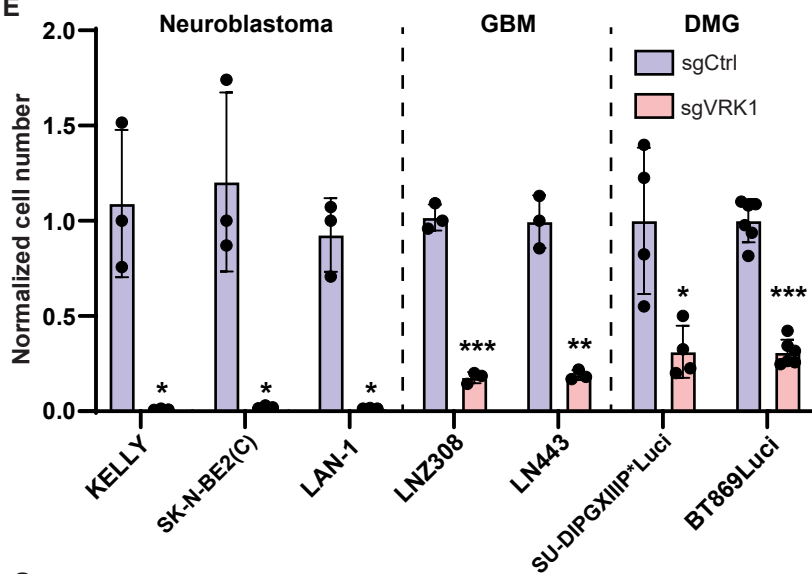 E
Neuroblastoma GBM DMG
sgCtrl
sgVRK1
Normalized cell number
2.0
1.5
1.0
0.5
0.0
* * * *** ** * ***
KELLY
SK-N-BE2(C)
LAN-1
LNZ308
LN443
SU-DIPGXIIIP*Luci
BT869Luci